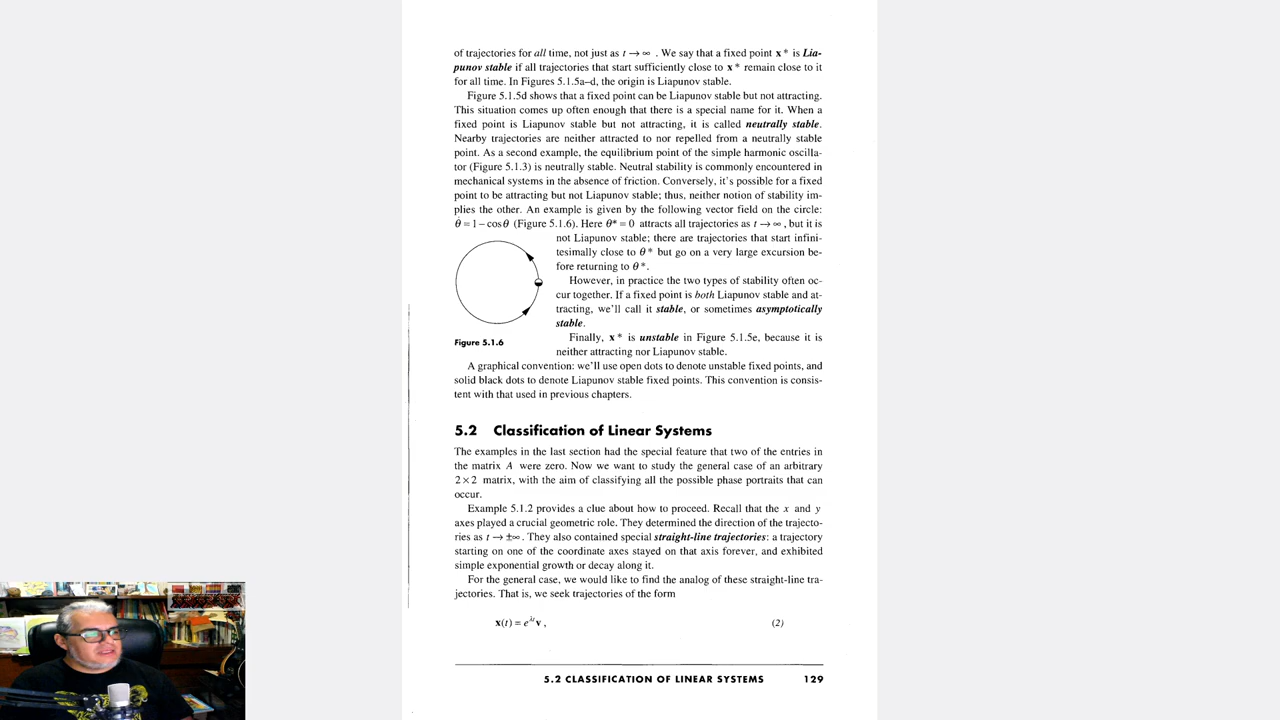 of trajectories for all time, not just as t → ∞ . We say that a fixed point x * is Lia-
punov stable if all trajectories that start sufficiently close to x * remain close to it
for all time. In Figures 5.1.5a–d, the origin is Liapunov stable.
Figure 5.1.5d shows that a fixed point can be Liapunov stable but not attracting.
This situation comes up often enough that there is a special name for it. When a
fixed point is Liapunov stable but not attracting, it is called neutrally stable.
Nearby trajectories are neither attracted to nor repelled from a neutrally stable
point. As a second example, the equilibrium point of the simple harmonic oscilla-
tor (Figure 5.1.3) is neutrally stable. Neutral stability is commonly encountered in
mechanical systems in the absence of friction. Conversely, it's possible for a fixed
point to be attracting but not Liapunov stable; thus, neither notion of stability im-
plies the other. An example is given by the following vector field on the circle:
θ̇ = 1 – cos θ (Figure 5.1.6). Here θ* = 0 attracts all trajectories as t → ∞ , but it is
not Liapunov stable; there are trajectories that start infini-
tesimally close to θ * but go on a very large excursion be-
fore returning to θ *.
However, in practice the two types of stability often oc-
cur together. If a fixed point is both Liapunov stable and at-
tracting, we'll call it stable, or sometimes asymptotically
stable.
Finally, x * is unstable in Figure 5.1.5e, because it is
neither attracting nor Liapunov stable.
Figure 5.1.6
A graphical convention: we'll use open dots to denote unstable fixed points, and
solid black dots to denote Liapunov stable fixed points. This convention is consis-
tent with that used in previous chapters.
5.2 Classification of Linear Systems
The examples in the last section had the special feature that two of the entries in
the matrix A were zero. Now we want to study the general case of an arbitrary
2 × 2 matrix, with the aim of classifying all the possible phase portraits that can
occur.
Example 5.1.2 provides a clue about how to proceed. Recall that the x and y
axes played a crucial geometric role. They determined the direction of the trajecto-
ries as t → ±∞ . They also contained special straight-line trajectories: a trajectory
starting on one of the coordinate axes stayed on that axis forever, and exhibited
simple exponential growth or decay along it.
For the general case, we would like to find the analog of these straight-line tra-
jectories. That is, we seek trajectories of the form
x(t) = e^λt v , (2)
5.2 CLASSIFICATION OF LINEAR SYSTEMS 129